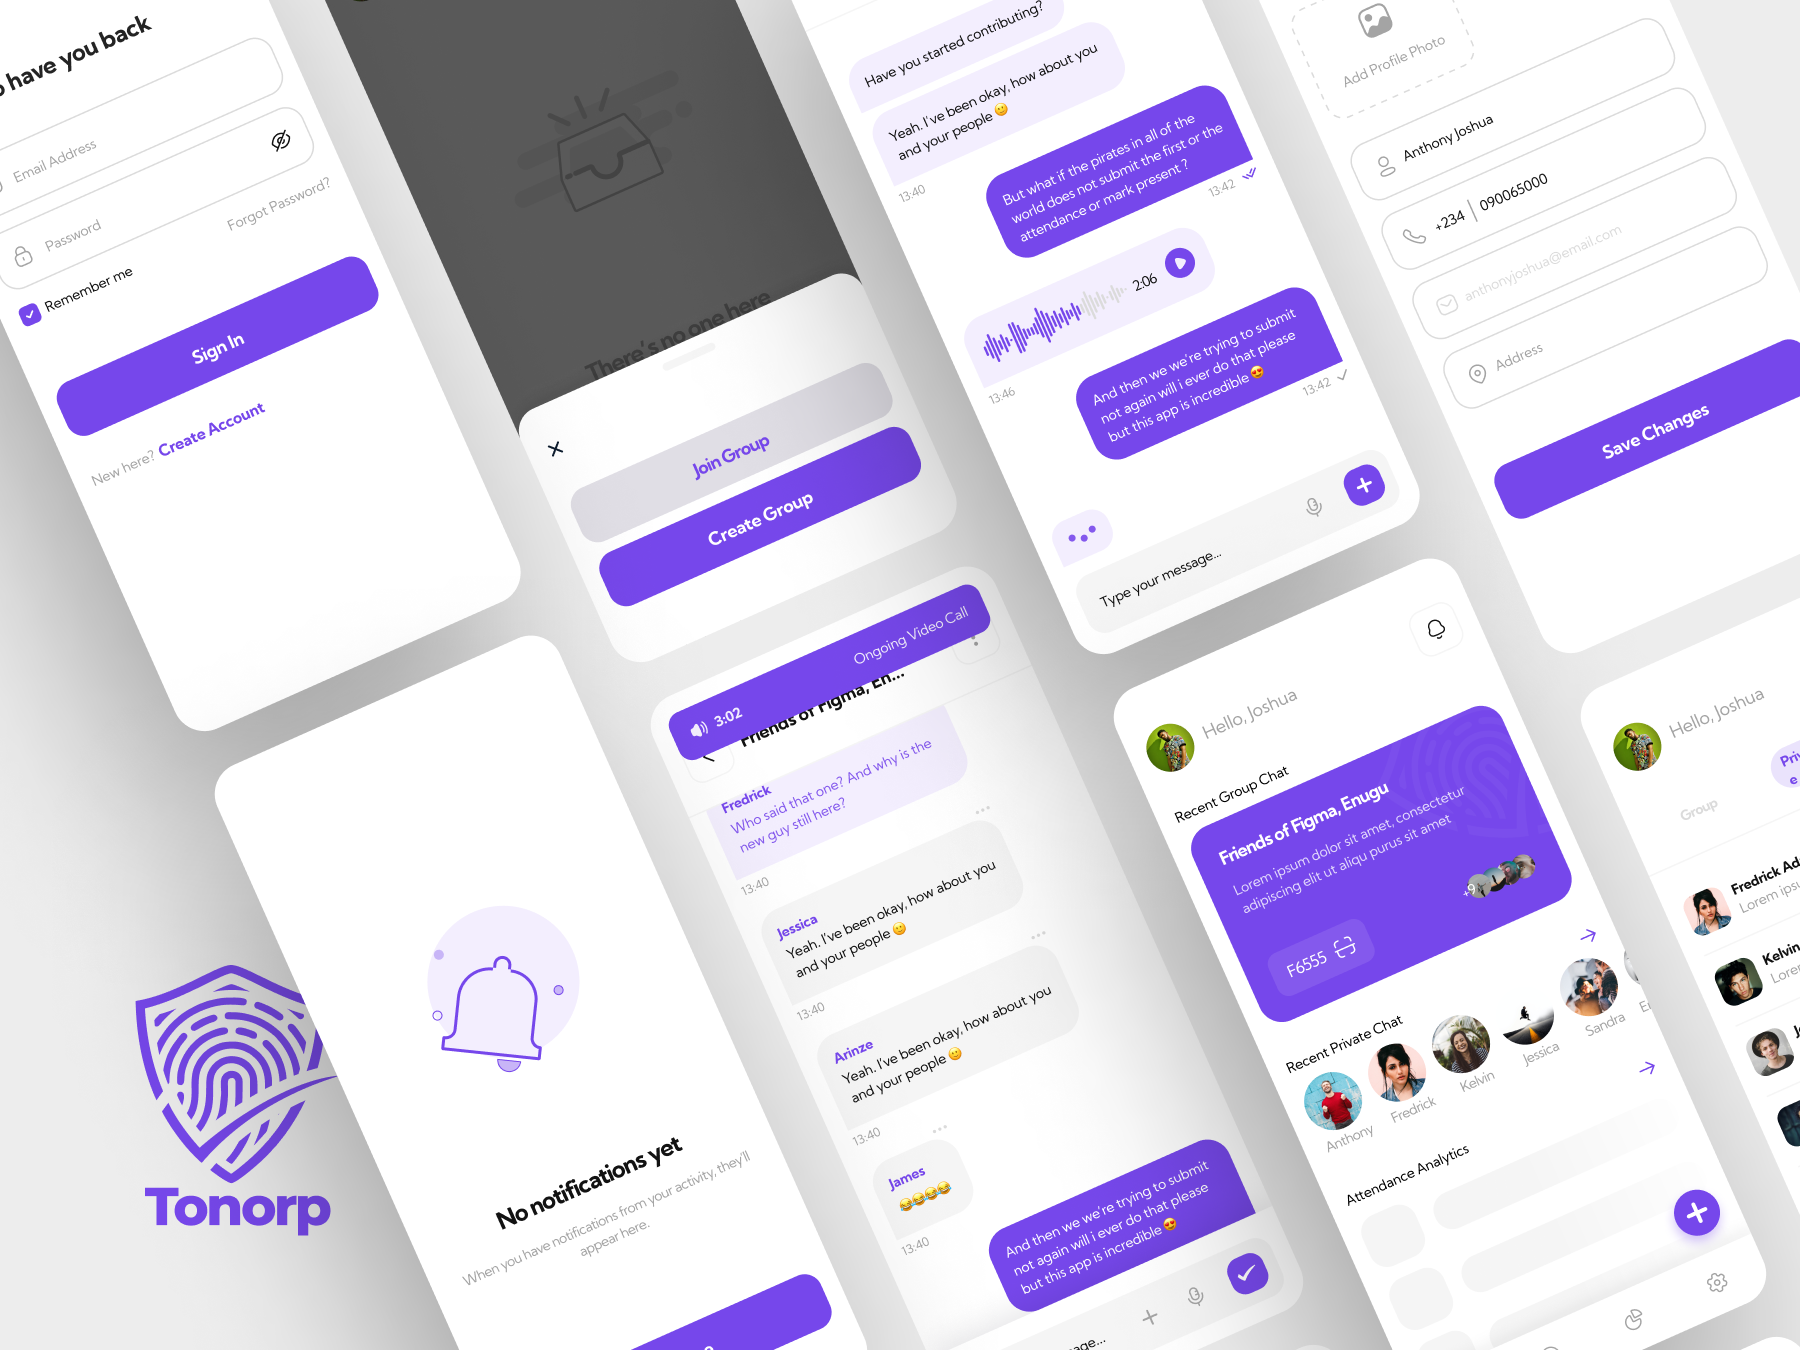 have you back
Email Address
Password
Forgot Password?
Remember me
Sign In
New here? Create Account
There's no one here
Join Group
Create Group
Have you started contributing?
Yeah. I've been okay, how about you
and your people 🙂
13:40
But what if the pirates in all of the
world does not submit the first or the
attendance or mark present ?
13:42
2:06
13:46
And then we we're trying to submit
not again will i ever do that please
but this app is incredible 😍
13:42
Type your message...
Add Profile Photo
Anthony Joshua
+234 | 090065000
anthonyjoshua@email.com
Address
Save Changes
Tonorp
No notifications yet
When you have notifications from your activity, they'll
appear here.
Ongoing Video Call
3:02
Friends of Figma, En...
Fredrick
Who said that one? And why is the
new guy still here?
13:40
Jessica
Yeah. I've been okay, how about you
and your people 🙂
13:40
Arinze
Yeah. I've been okay, how about you
and your people 🙂
13:40
James
😂😂😂😂
13:40
And then we we're trying to submit
not again will i ever do that please
but this app is incredible 😍
Hello, Joshua
Recent Group Chat
Friends of Figma, Enugu
Lorem ipsum dolor sit amet, consectetur
adipiscing elit ut aliqu purus sit amet
+9
F6555
Recent Private Chat
Anthony
Fredrick
Kelvin
Jessica
Sandra
Attendance Analytics
Hello, Joshua
Group
Fredrick Ad
Lorem ipsu
Kelvin
Lore